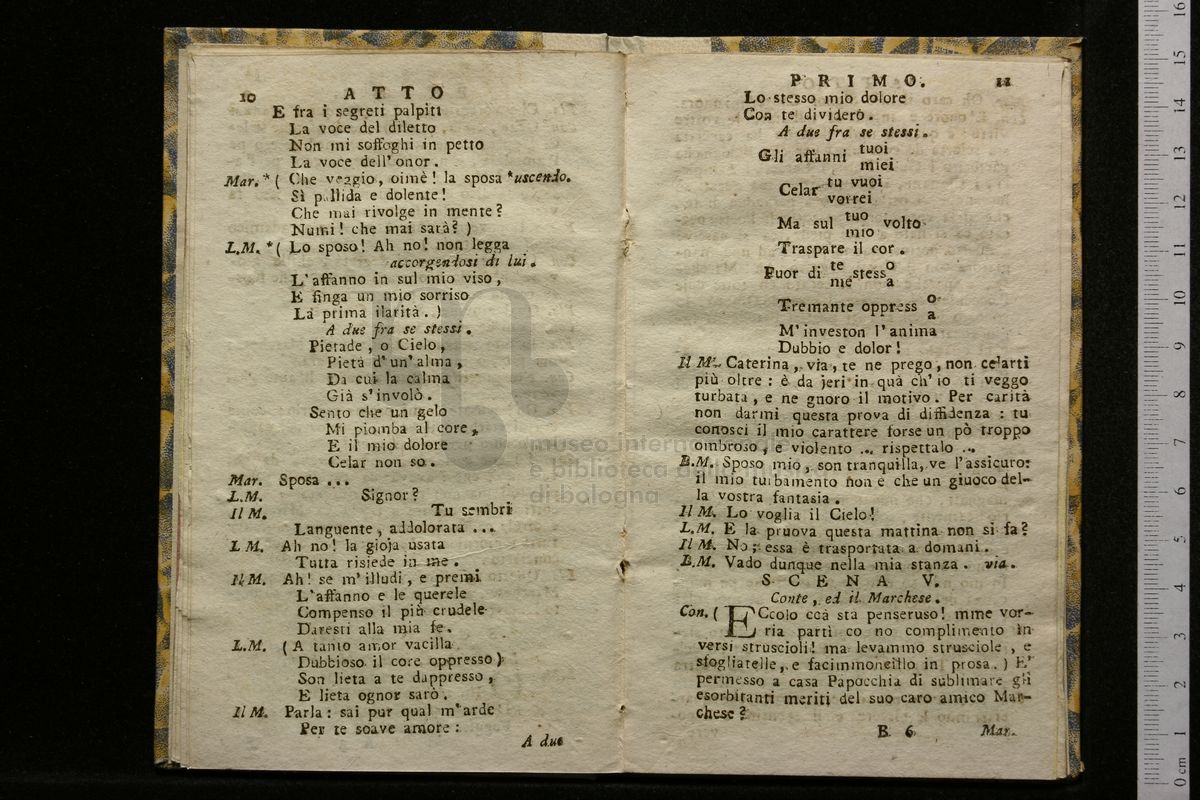 10 ATTO
E fra i segreti palpiti
La voce del diletto
Non mi soffoghi in petto
La voce dell' onor.
Mar.* ( Che veggio, oimè! la sposa *uscendo.
Sì pallida e dolente!
Che mai rivolge in mente?
Numi! che mai sarà? )
L.M. *( Lo sposo! Ah no! non legga
accorgendosi di lui.
L'affanno in sul mio viso,
E finga un mio sorriso
La prima ilarità. )
A due fra se stessi.
Pietade, o Cielo,
Pietà d'un'alma,
Da cui la calma
Già s'involò.
Sento che un gelo
Mi piomba al core,
E il mio dolore
Celar non so.
Mar. Sposa ...
L.M. Signor?
Il M. Tu sembri
Languente, addolorata ...
L M. Ah no! la gioja usata
Tutta risiede in me.
Il M. Ah! se m'illudi, e premi
L'affanno e le querele
Compenso il più crudele
Daresti alla mia fe.
L.M. ( A tanto amor vacilla
Dubbioso il core oppresso)
Son lieta a te dappresso,
E lieta ognor sarò.
Il M. Parla: sai pur qual m'arde
Per te soave amore:
A due
PRIMO. 11
Lo stesso mio dolore
Con te dividerò.
A due fra se stessi.
Gli affanni tuoi
miei
Celar tu vuoi
vorrei
Ma sul tuo volto
mio
Traspare il cor.
Fuor di te stesso
me a
Tremante oppress o
a
M'investon l'anima
Dubbio e dolor!
Il M. Caterina, via, te ne prego, non celarti
più oltre: è da jeri in quà ch'io ti veggo
turbata, e ne gnoro il motivo. Per carità
non darmi questa prova di diffidenza: tu
conosci il mio carattere forse un pò troppo
ombroso, e violento ... rispettalo ...
B.M. Sposo mio, son tranquilla, ve l'assicuro:
il mio turbamento non è che un giuoco del-
la vostra fantasia.
Il M. Lo voglia il Cielo!
L.M. E la pruova questa mattina non si fa?
Il M. No; essa è trasportata a domani.
B.M. Vado dunque nella mia stanza. via.
SCENA V.
Conte, ed il Marchese.
Con. ( ECcolo ccà sta penseruso! mme vor-
ria parti co no complimento in
versi struscioli! ma levammo strusciole, e
sfogliatelle, e facimmoncillo in prosa.) E'
permesso a casa Papocchia di sublimare gli
esorbitanti meriti del suo caro amico Mar-
chese?
B. 6 Mar.
museo internazionale
e biblioteca della musica
di bologna